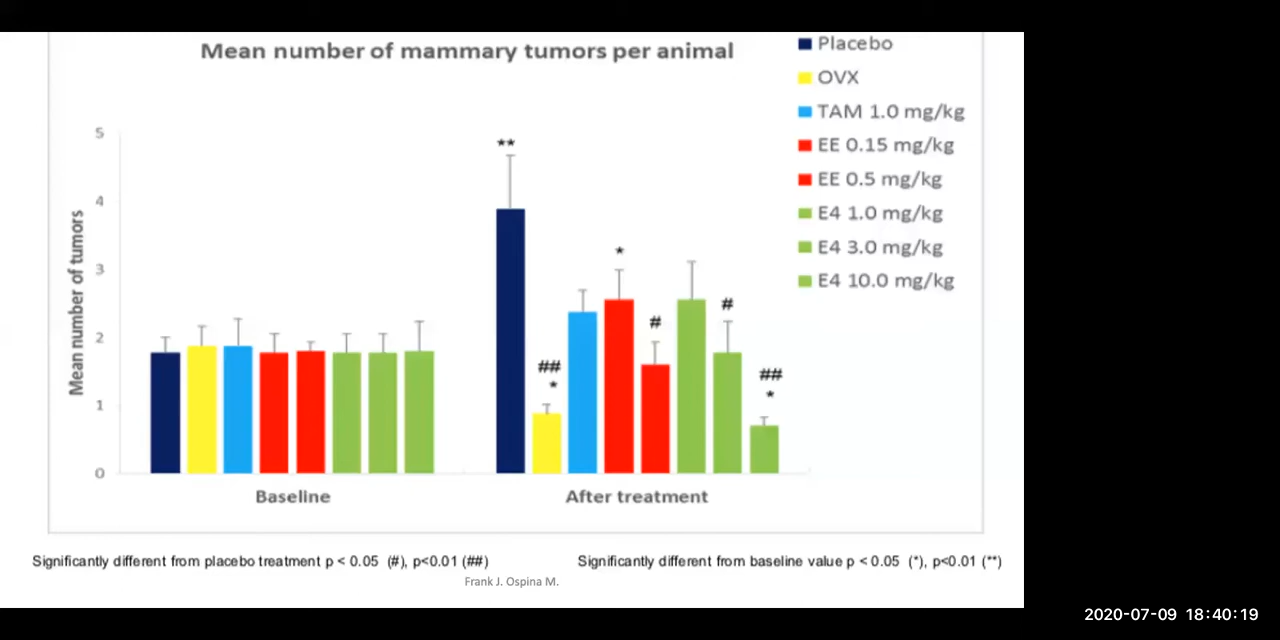 Mean number of mammary tumors per animal
Placebo
OVX
TAM 1.0 mg/kg
EE 0.15 mg/kg
EE 0.5 mg/kg
E4 1.0 mg/kg
E4 3.0 mg/kg
E4 10.0 mg/kg
Mean number of tumors
5
4
3
2
1
0
**
##
*
*
#
#
##
*
Baseline
After treatment
Significantly different from placebo treatment p < 0.05 (#), p<0.01 (##)
Significantly different from baseline value p < 0.05 (*), p<0.01 (**)
Frank J. Ospina M.
2020-07-09 18:40:19